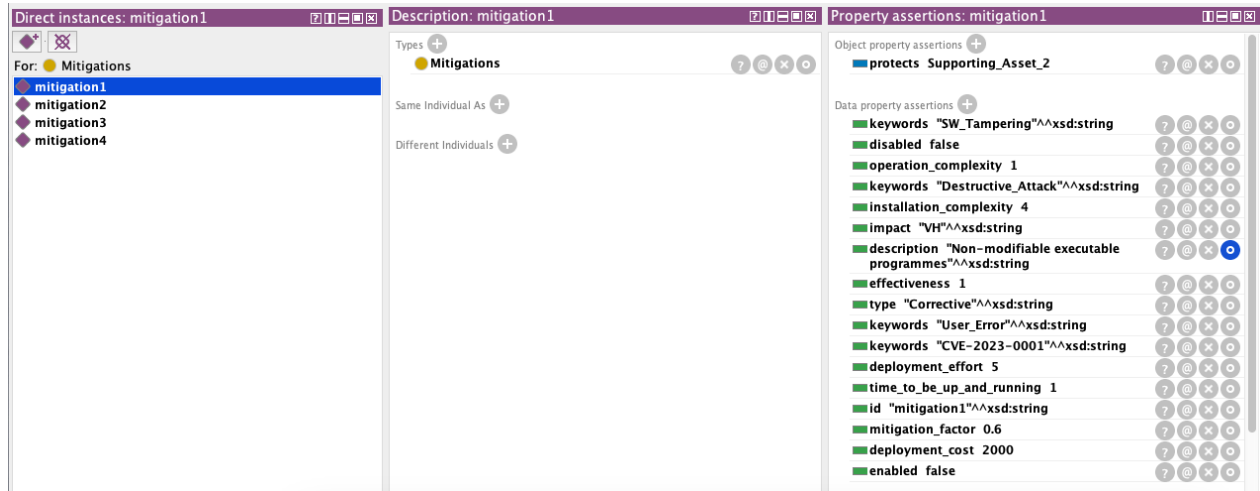 Direct instances: mitigation1
For: Mitigations
mitigation1
mitigation2
mitigation3
mitigation4
Description: mitigation1
Types
Mitigations
Same Individual As
Different Individuals
Property assertions: mitigation1
Object property assertions
protects Supporting_Asset_2
Data property assertions
keywords "SW_Tampering"^^xsd:string
disabled false
operation_complexity 1
keywords "Destructive_Attack"^^xsd:string
installation_complexity 4
impact "VH"^^xsd:string
description "Non-modifiable executable
programmes"^^xsd:string
effectiveness 1
type "Corrective"^^xsd:string
keywords "User_Error"^^xsd:string
keywords "CVE-2023-0001"^^xsd:string
deployment_effort 5
time_to_be_up_and_running 1
id "mitigation1"^^xsd:string
mitigation_factor 0.6
deployment_cost 2000
enabled false